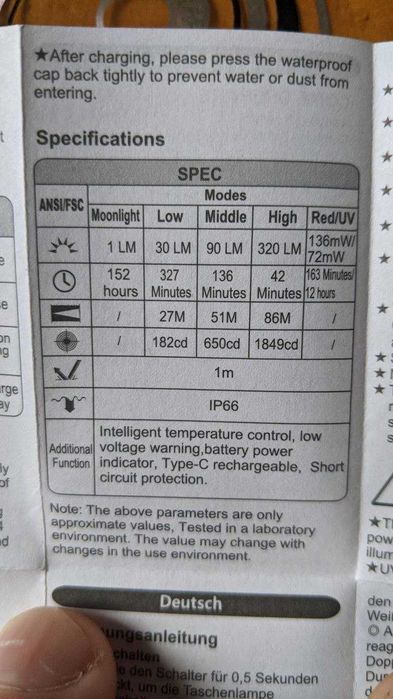 ★After charging, please press the waterproof
cap back tightly to prevent water or dust from
entering.
Specifications
SPEC
ANSI/FSC
Modes
Moonlight Low Middle High Red/UV
1 LM 30 LM 90 LM 320 LM 136mW/
72mW
152 hours 327 Minutes 136 Minutes 42 Minutes 163 Minutes/
12 hours
/ 27M 51M 86M /
/ 182cd 650cd 1849cd /
1m
IP66
Additional Function
Intelligent temperature control, low
voltage warning,battery power
indicator, Type-C rechargeable, Short
circuit protection.
Note: The above parameters are only
approximate values, Tested in a laboratory
environment. The value may change with
changes in the use environment.
Deutsch
ungsanleitung
chalten
den Schalter für 0,5 Sekunden
kt, um die Taschenlampe